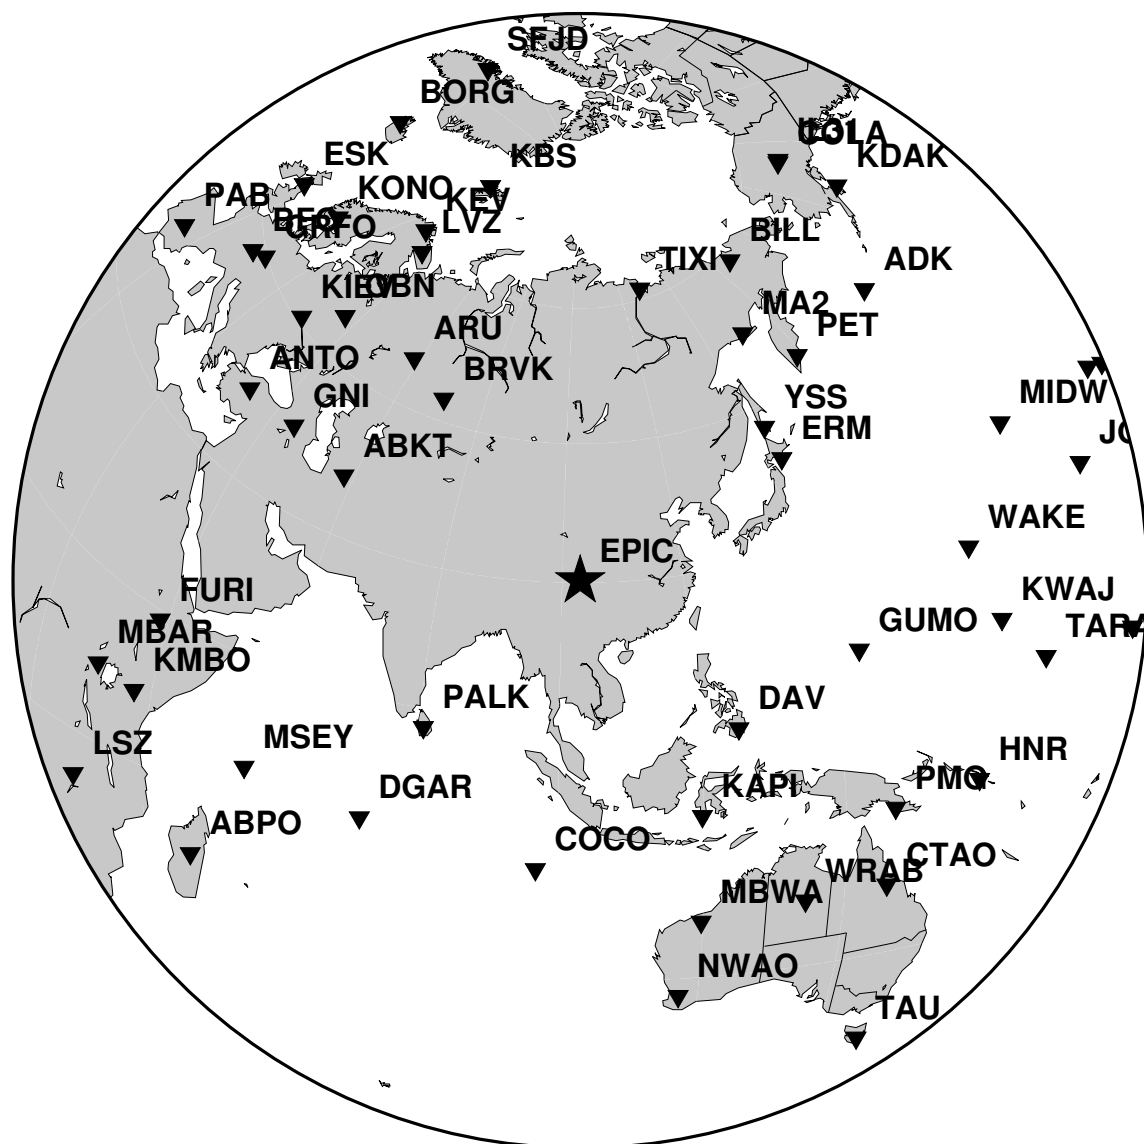 SFJD
BORG
COLA
ESK
KBS
KDAK
PAB
KONO
KEV
LVZ
GRFO
BILL
TIXI
ADK
KIEV
OBN
MA2
PET
ARU
ANTO
BRVK
GNI
YSS
MIDW
ERM
ABKT
WAKE
EPIC
FURI
KWAJ
MBAR
GUMO
TARA
KMBO
PALK
DAV
LSZ
MSEY
HNR
DGAR
KAPI
PMG
ABPO
COCO
CTAO
WRAB
MBWA
NWAO
TAU